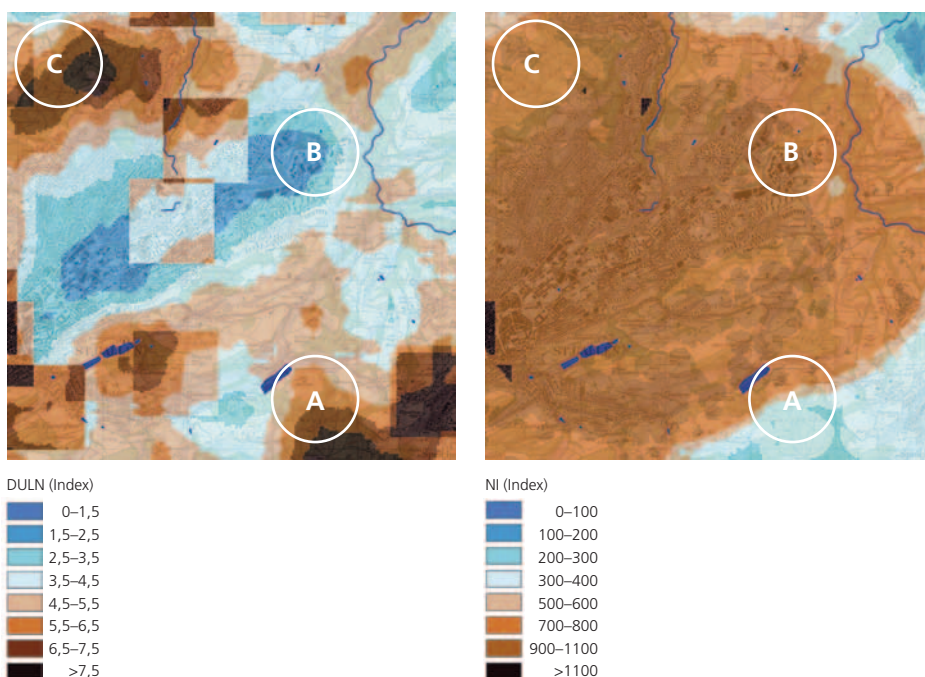 C
B
A
C
B
A
DULN (Index)
0–1,5
1,5–2,5
2,5–3,5
3,5–4,5
4,5–5,5
5,5–6,5
6,5–7,5
>7,5
NI (Index)
0–100
100–200
200–300
300–400
500–600
700–800
900–1100
>1100